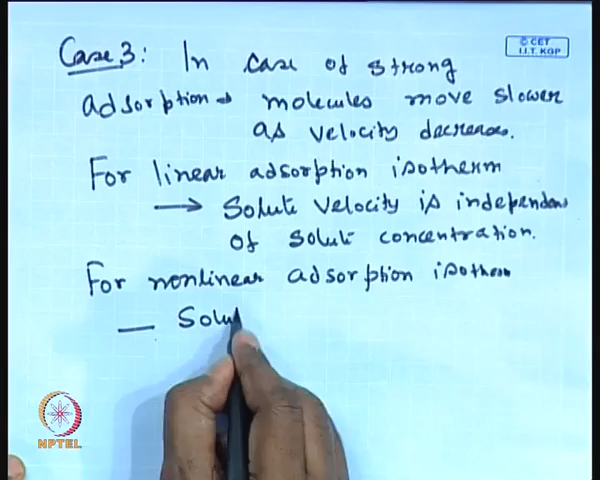 Case 3: In case of strong
© CET
I.I.T. KGP
adsorption → molecules move slower
as velocity decreases.
For linear adsorption isotherm
→ Solute velocity is independent
of solute concentration.
For nonlinear adsorption isotherm
— Solu
NPTEL